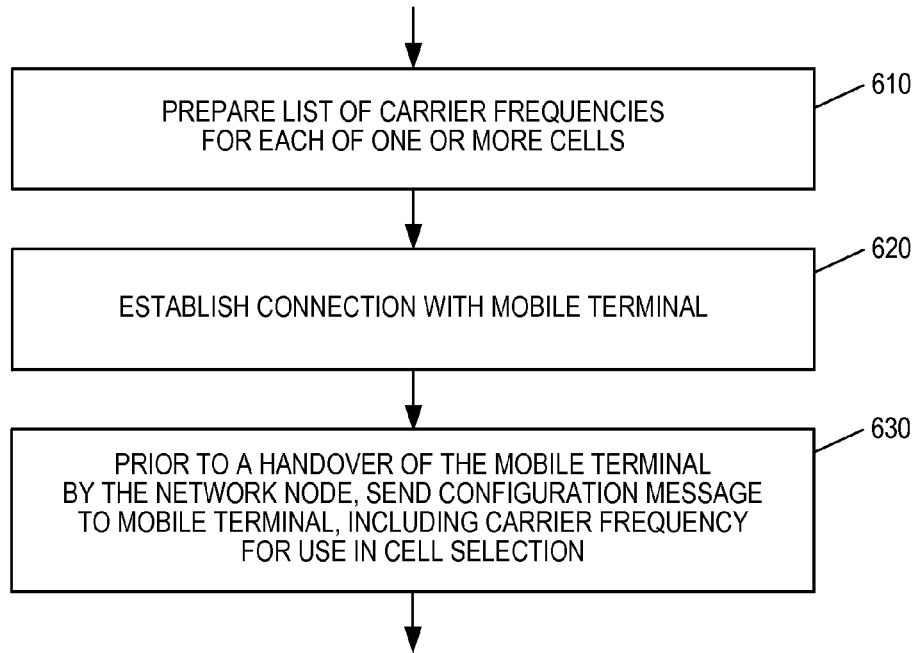 PREPARE LIST OF CARRIER FREQUENCIES
FOR EACH OF ONE OR MORE CELLS
610
ESTABLISH CONNECTION WITH MOBILE TERMINAL
620
PRIOR TO A HANDOVER OF THE MOBILE TERMINAL
BY THE NETWORK NODE, SEND CONFIGURATION MESSAGE
TO MOBILE TERMINAL, INCLUDING CARRIER FREQUENCY
FOR USE IN CELL SELECTION
630